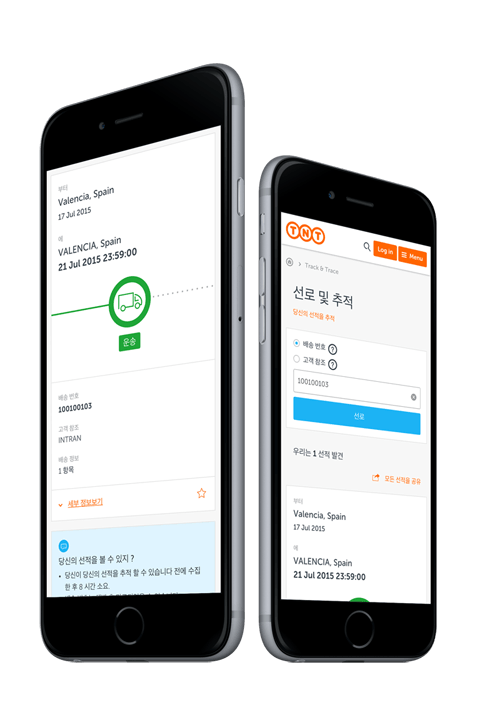 부터
Valencia, Spain
17 Jul 2015
에
VALENCIA, Spain
21 Jul 2015 23:59:00
운송
배송 번호
100100103
고객 참조
INTRAN
배송 정보
1 항목
세부 정보보기
당신의 선적을 볼 수 있지 ?
• 당신이 당신의 선적을 추적 할 수 있습니다 전에 수집
한 후 8 시간 소요.
TNT
Log in
Menu
Track & Trace
선로 및 추적
당신의 선적을 추적
배송 번호 ?
고객 참조 ?
100100103
선로
우리는 1 선적 발견
모든 선적을 공유
부터
Valencia, Spain
17 Jul 2015
에
VALENCIA, Spain
21 Jul 2015 23:59:00